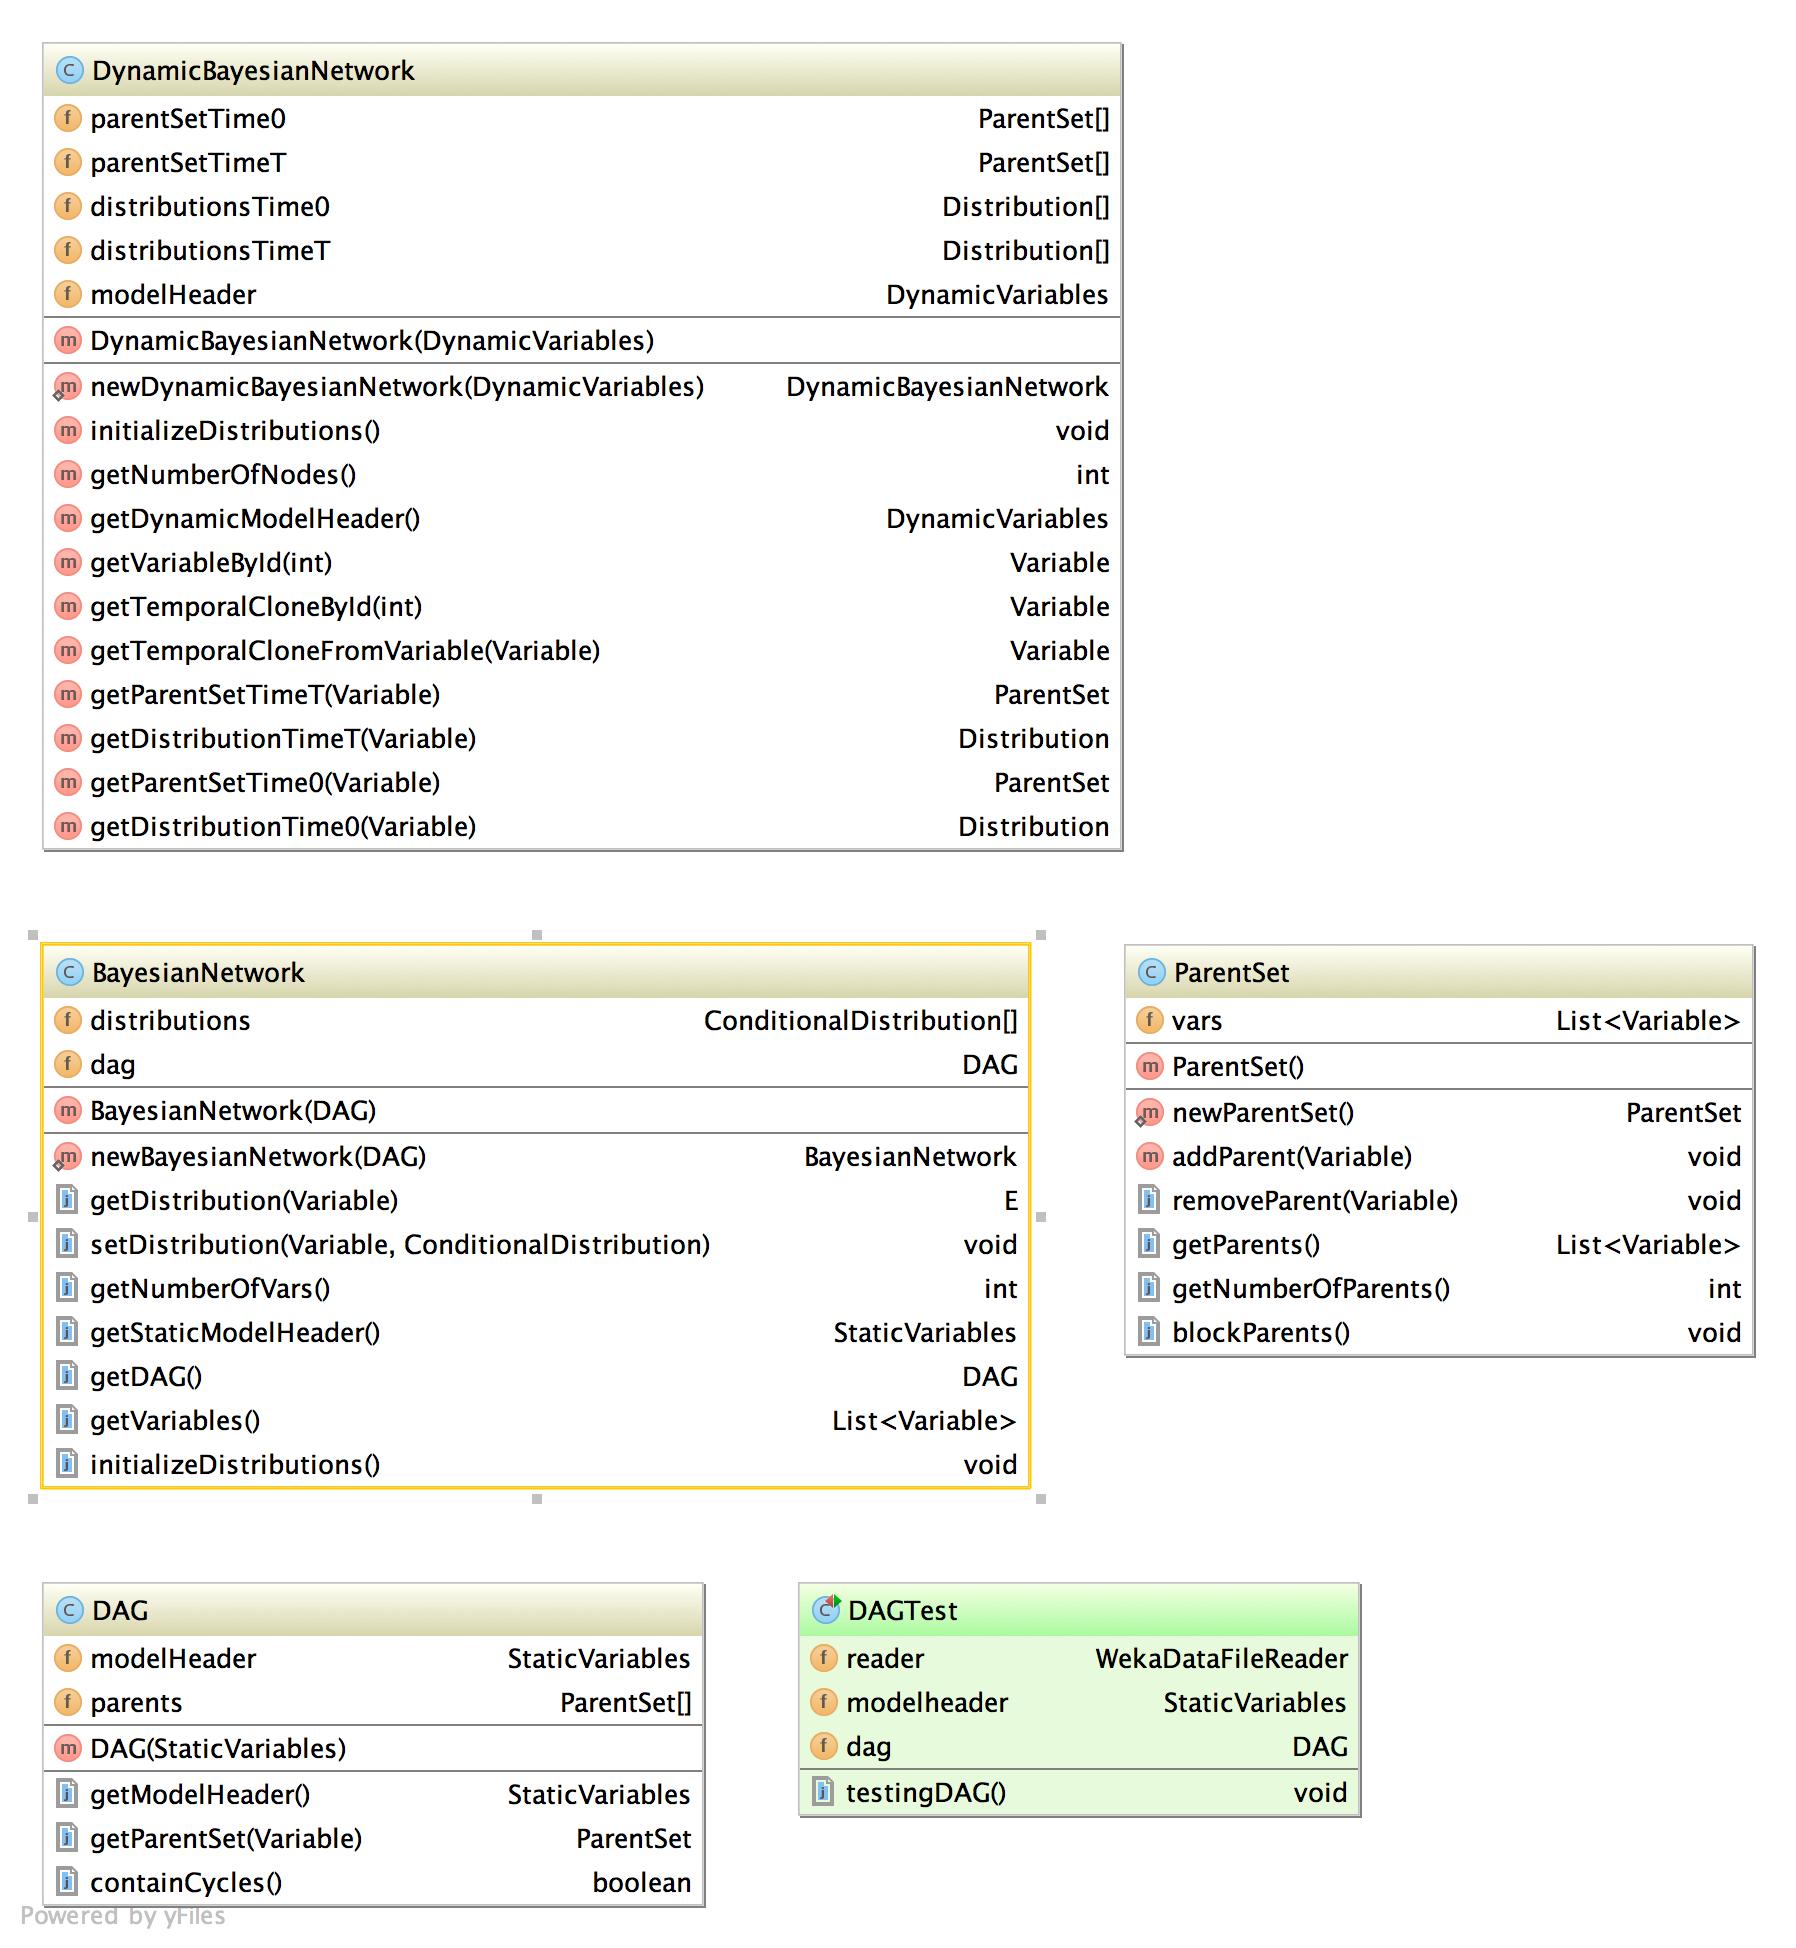 DynamicBayesianNetwork
parentSetTime0 ParentSet[]
parentSetTimeT ParentSet[]
distributionsTime0 Distribution[]
distributionsTimeT Distribution[]
modelHeader DynamicVariables
DynamicBayesianNetwork(DynamicVariables)
newDynamicBayesianNetwork(DynamicVariables) DynamicBayesianNetwork
initializeDistributions() void
getNumberOfNodes() int
getDynamicModelHeader() DynamicVariables
getVariableById(int) Variable
getTemporalCloneById(int) Variable
getTemporalCloneFromVariable(Variable) Variable
getParentSetTimeT(Variable) ParentSet
getDistributionTimeT(Variable) Distribution
getParentSetTime0(Variable) ParentSet
getDistributionTime0(Variable) Distribution
BayesianNetwork
distributions ConditionalDistribution[]
dag DAG
BayesianNetwork(DAG)
newBayesianNetwork(DAG) BayesianNetwork
getDistribution(Variable) E
setDistribution(Variable, ConditionalDistribution) void
getNumberOfVars() int
getStaticModelHeader() StaticVariables
getDAG() DAG
getVariables() List<Variable>
initializeDistributions() void
ParentSet
vars List<Variable>
ParentSet()
newParentSet() ParentSet
addParent(Variable) void
removeParent(Variable) void
getParents() List<Variable>
getNumberOfParents() int
blockParents() void
DAG
modelHeader StaticVariables
parents ParentSet[]
DAG(StaticVariables)
getModelHeader() StaticVariables
getParentSet(Variable) ParentSet
containCycles() boolean
DAGTest
reader WekaDataFileReader
modelheader StaticVariables
dag DAG
testingDAG() void
Powered by yFiles